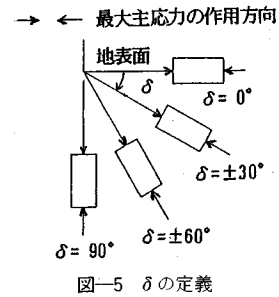 最大主応力の作用方向
地表面
δ
δ=0°
δ=±30°
δ=±60°
δ=90°
図—5 δの定義